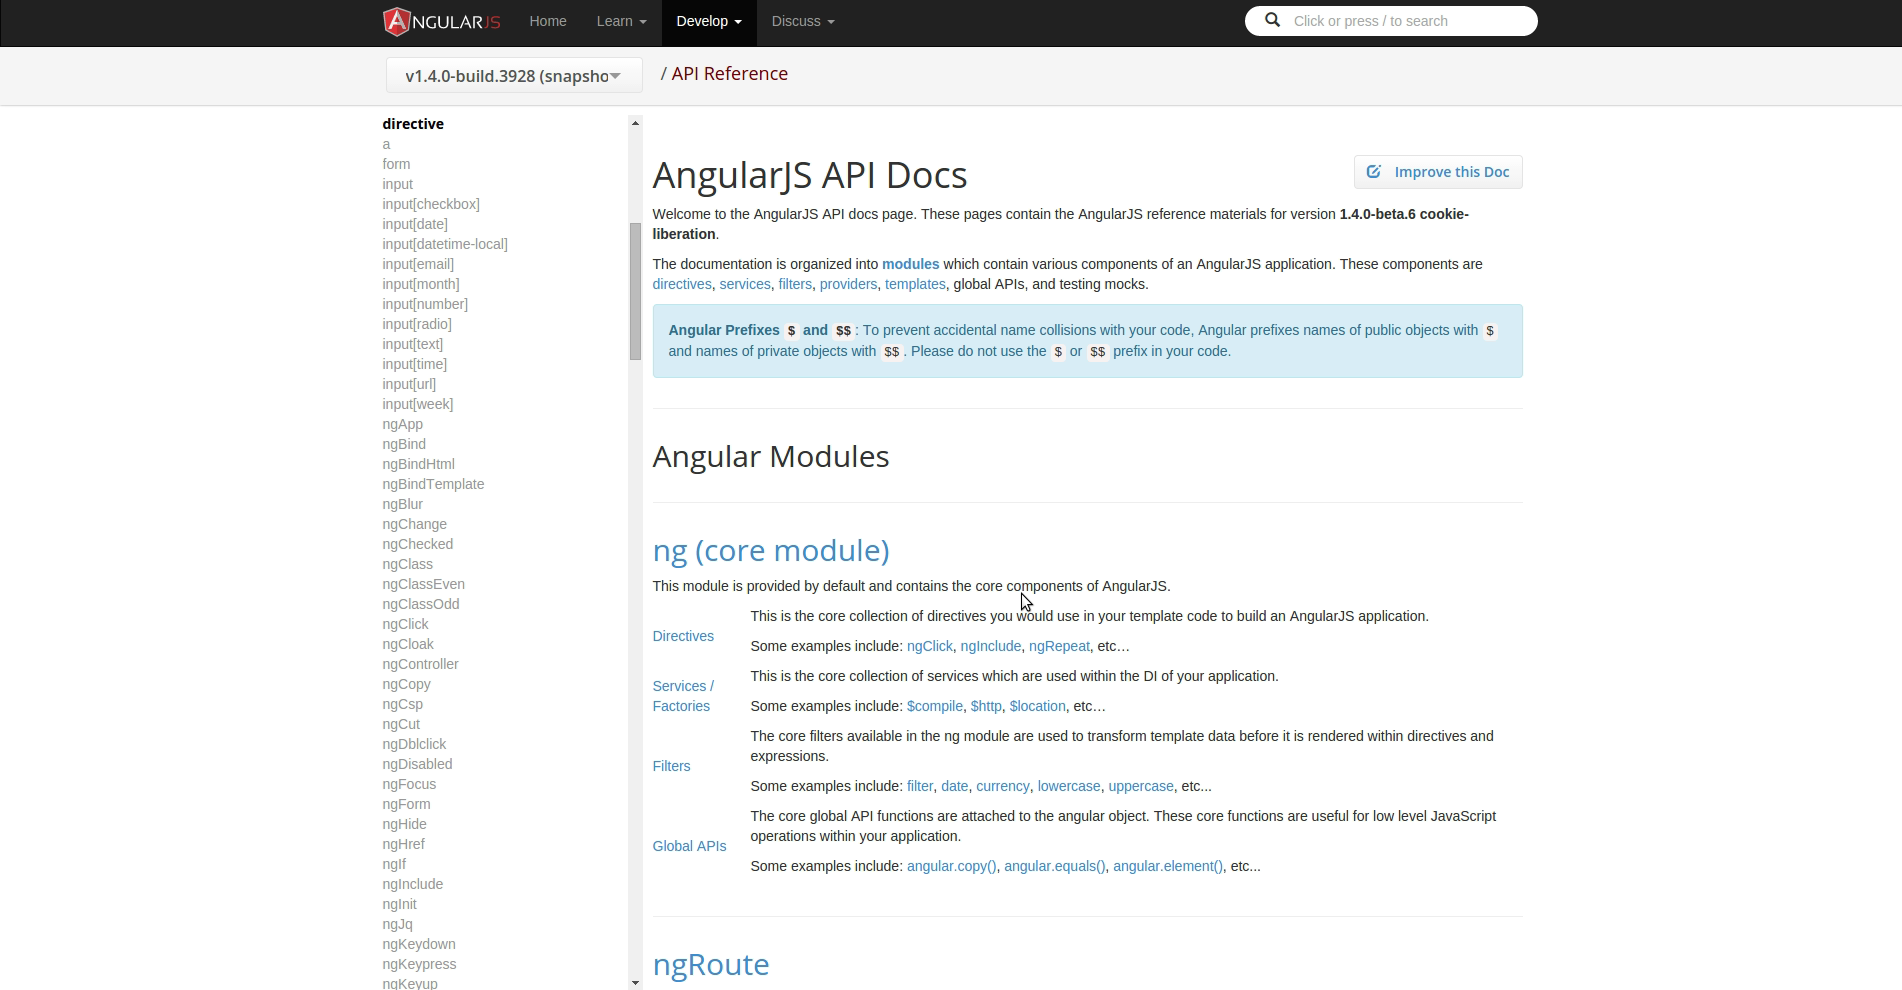 ANGULARJS Home Learn Develop Discuss Click or press / to search
v1.4.0-build.3928 (snapsho / API Reference
directive
a
form
input
input[checkbox]
input[date]
input[datetime-local]
input[email]
input[month]
input[number]
input[radio]
input[text]
input[time]
input[url]
input[week]
ngApp
ngBind
ngBindHtml
ngBindTemplate
ngBlur
ngChange
ngChecked
ngClass
ngClassEven
ngClassOdd
ngClick
ngCloak
ngController
ngCopy
ngCsp
ngCut
ngDblclick
ngDisabled
ngFocus
ngForm
ngHide
ngHref
ngIf
ngInclude
ngInit
ngJq
ngKeydown
ngKeypress
ngKeyup
AngularJS API Docs
Improve this Doc
Welcome to the AngularJS API docs page. These pages contain the AngularJS reference materials for version 1.4.0-beta.6 cookie-
liberation.
The documentation is organized into modules which contain various components of an AngularJS application. These components are
directives, services, filters, providers, templates, global APIs, and testing mocks.
Angular Prefixes $ and $$ : To prevent accidental name collisions with your code, Angular prefixes names of public objects with $
and names of private objects with $$ . Please do not use the $ or $$ prefix in your code.
Angular Modules
ng (core module)
This module is provided by default and contains the core components of AngularJS.
Directives
This is the core collection of directives you would use in your template code to build an AngularJS application.
Some examples include: ngClick, ngInclude, ngRepeat, etc…
Services /
Factories
This is the core collection of services which are used within the DI of your application.
Some examples include: $compile, $http, $location, etc…
Filters
The core filters available in the ng module are used to transform template data before it is rendered within directives and
expressions.
Some examples include: filter, date, currency, lowercase, uppercase, etc...
Global APIs
The core global API functions are attached to the angular object. These core functions are useful for low level JavaScript
operations within your application.
Some examples include: angular.copy(), angular.equals(), angular.element(), etc...
ngRoute